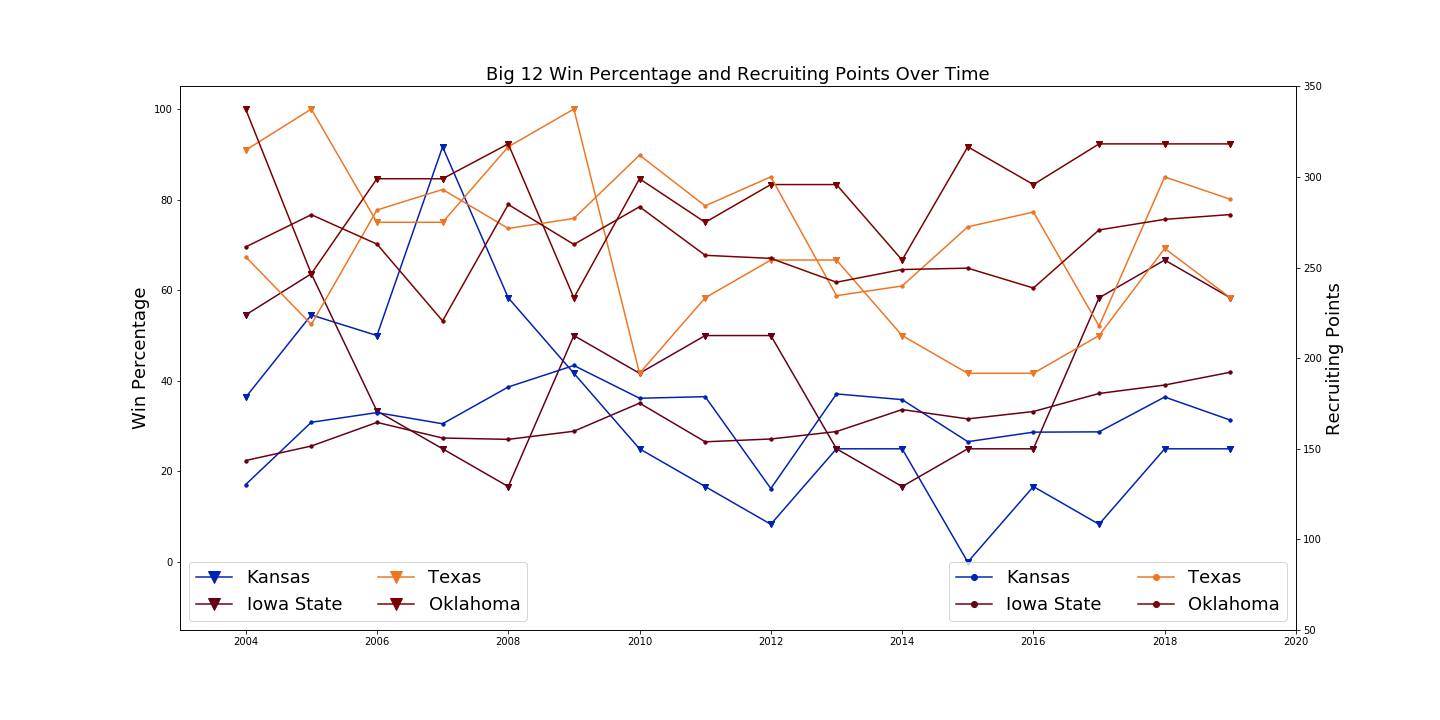 Big 12 Win Percentage and Recruiting Points Over Time
Win Percentage
100
80
60
40
20
0
350
300
250
200
150
100
50
Recruiting Points
Kansas
Texas
Iowa State
Oklahoma
Kansas
Texas
Iowa State
Oklahoma
2004
2006
2008
2010
2012
2014
2016
2018
2020